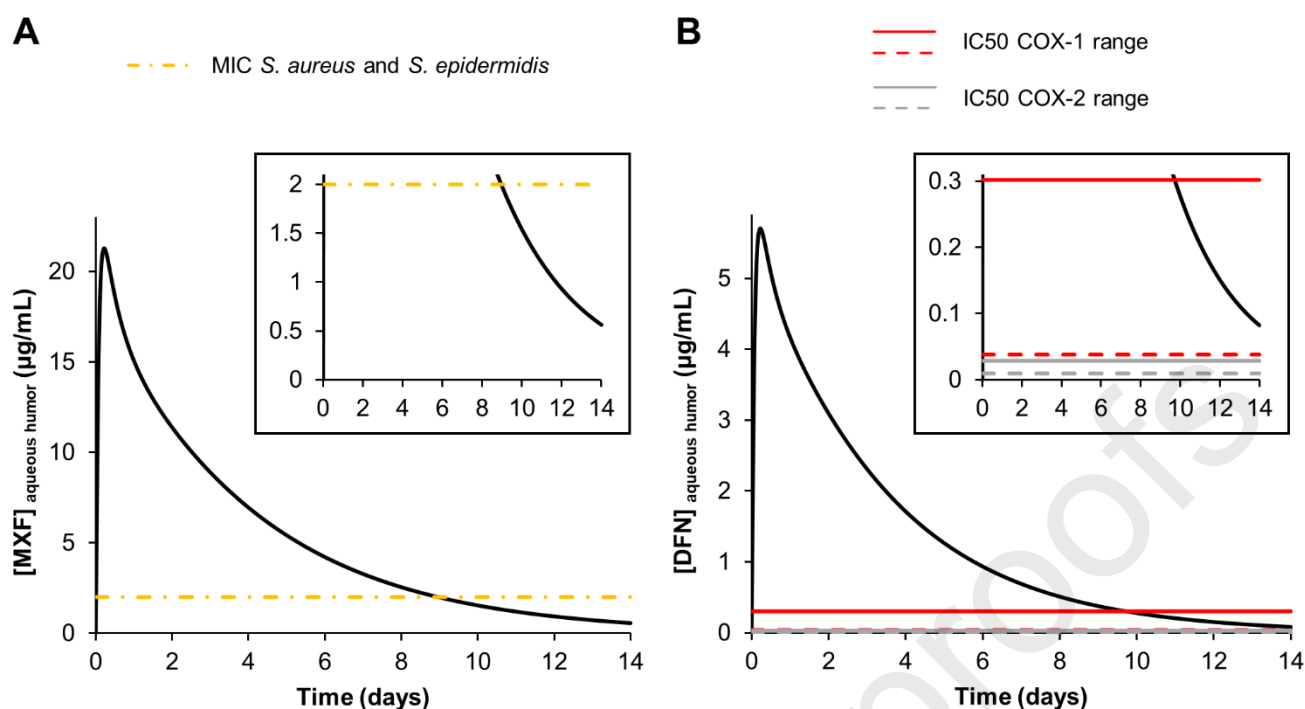 A
MIC S. aureus and S. epidermidis
[MXF] aqueous humor (µg/mL)
20
15
10
5
0
0 2 4 6 8 10 12 14
Time (days)
2
1.5
1
0.5
0
0 2 4 6 8 10 12 14
B
IC50 COX-1 range
IC50 COX-2 range
[DFN] aqueous humor (µg/mL)
5
4
3
2
1
0
0 2 4 6 8 10 12 14
Time (days)
0.3
0.2
0.1
0
0 2 4 6 8 10 12 14
proofs